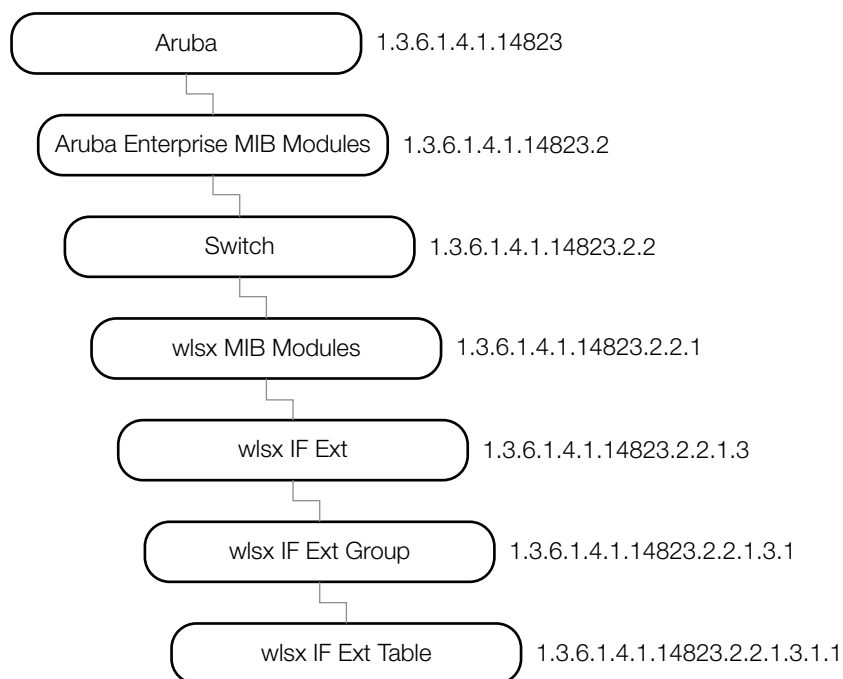 Aruba 1.3.6.1.4.1.14823
Aruba Enterprise MIB Modules 1.3.6.1.4.1.14823.2
Switch 1.3.6.1.4.1.14823.2.2
wlsx MIB Modules 1.3.6.1.4.1.14823.2.2.1
wlsx IF Ext 1.3.6.1.4.1.14823.2.2.1.3
wlsx IF Ext Group 1.3.6.1.4.1.14823.2.2.1.3.1
wlsx IF Ext Table 1.3.6.1.4.1.14823.2.2.1.3.1.1